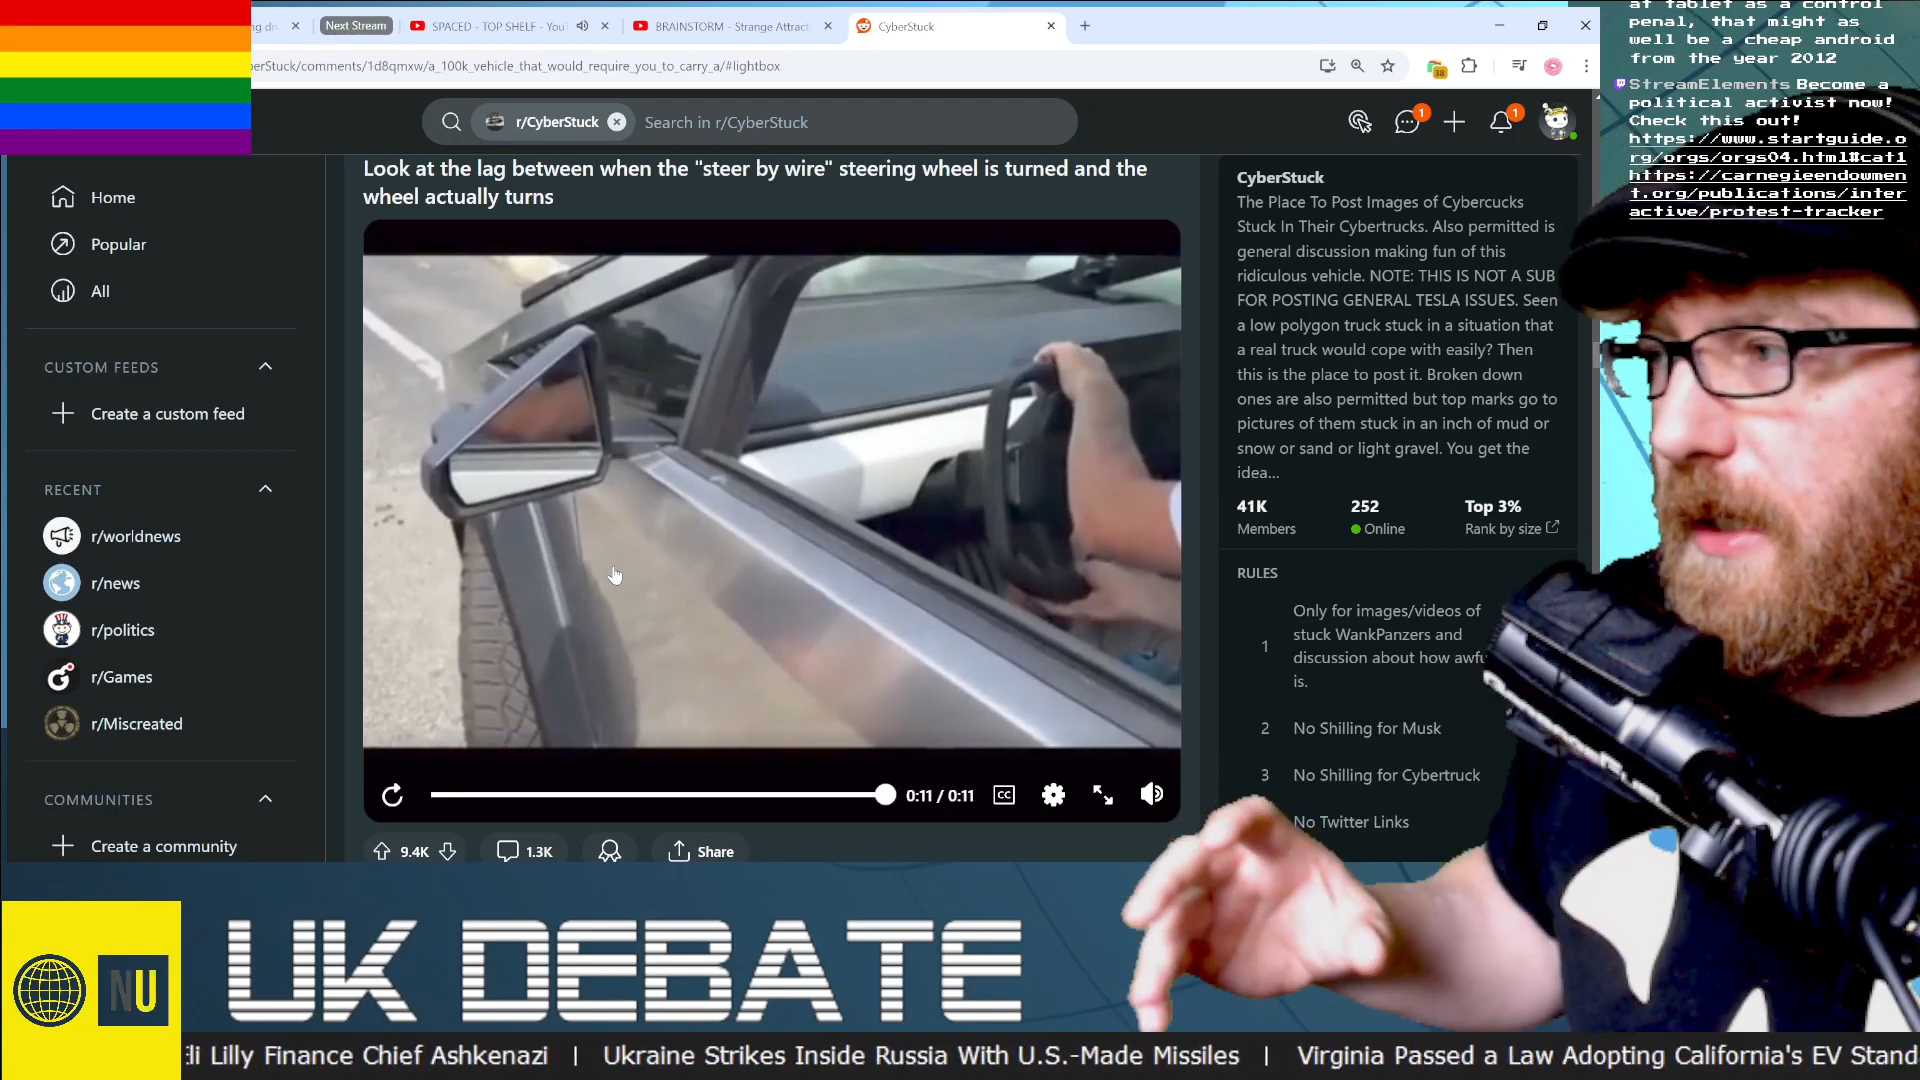 ng dr
Next Stream
SPACED - TOP SHELF - You
BRAINSTORM - Strange Attract
CyberStuck
erStuck/comments/1d8qmxw/a_100k_vehicle_that_would_require_you_to_carry_a/#lightbox
38
r/CyberStuck
Search in r/CyberStuck
1
1
Home
Popular
All
CUSTOM FEEDS
Create a custom feed
RECENT
r/worldnews
r/news
r/politics
r/Games
r/Miscreated
COMMUNITIES
Create a community
Look at the lag between when the "steer by wire" steering wheel is turned and the
wheel actually turns
0:11 / 0:11
CC
9.4K
1.3K
Share
CyberStuck
The Place To Post Images of Cybercucks
Stuck In Their Cybertrucks. Also permitted is
general discussion making fun of this
ridiculous vehicle. NOTE: THIS IS NOT A SUB
FOR POSTING GENERAL TESLA ISSUES. Seen
a low polygon truck stuck in a situation that
a real truck would cope with easily? Then
this is the place to post it. Broken down
ones are also permitted but top marks go to
pictures of them stuck in an inch of mud or
snow or sand or light gravel. You get the
idea...
41K
252
Top 3%
Members
Online
Rank by size
RULES
1
Only for images/videos of
stuck WankPanzers and
discussion about how awfu
is.
2 No Shilling for Musk
3 No Shilling for Cybertruck
No Twitter Links
at tablet as a control
penal, that might as
well be a cheap android
from the year 2012
StreamElements Become a
political activist now!
Check this out!
https://www.startguide.o
rg/orgs/orgs04.html#cat1
https://carnegieendowmen
t.org/publications/inter
active/protest-tracker
NU
UK DEBATE
Eli Lilly Finance Chief Ashkenazi | Ukraine Strikes Inside Russia With U.S.-Made Missiles | Virginia Passed a Law Adopting California's EV Stand